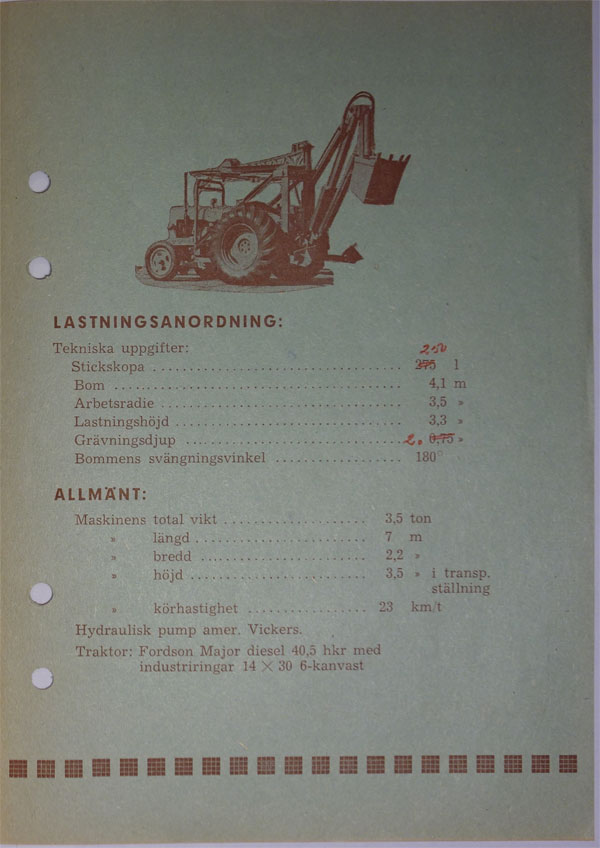 LASTNINGSANORDNING:
Tekniska uppgifter:
250
Stickskopa ................................ 275 l
Bom ..................................... 4,1 m
Arbetsradie ............................... 3,5 »
Lastningshöjd ............................. 3,3 »
Grävningsdjup ............................. 2. 0,75 »
Bommens svängningsvinkel ................. 180°
ALLMÄNT:
Maskinens total vikt .................... 3,5 ton
» längd ....................... 7 m
» bredd ...................... 2,2 »
» höjd ........................ 3,5 » i transp.
ställning
» körhastighet ................ 23 km/t
Hydraulisk pump amer. Vickers.
Traktor: Fordson Major diesel 40,5 hkr med
industriringar 14 × 30 6-kanvast